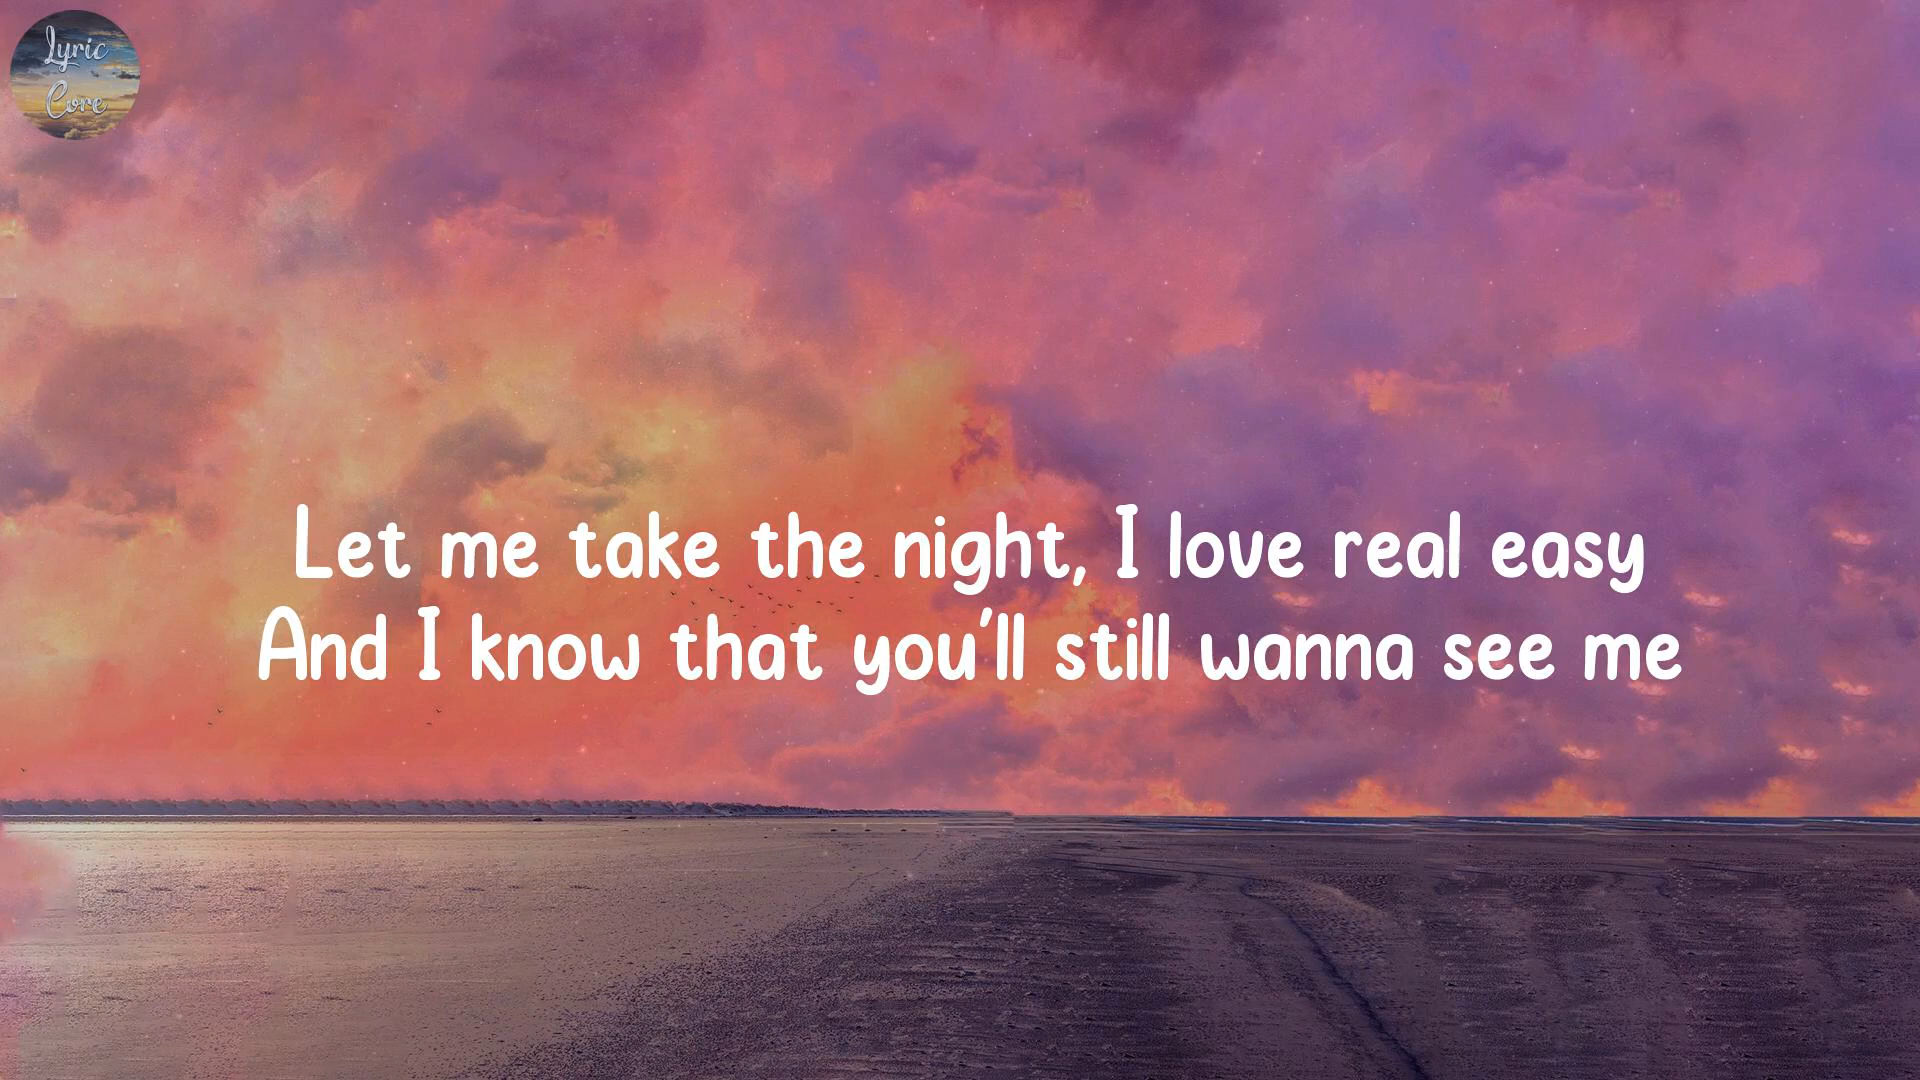 Lyric
Core
Let me take the night, I love real easy
And I know that you'll still wanna see me